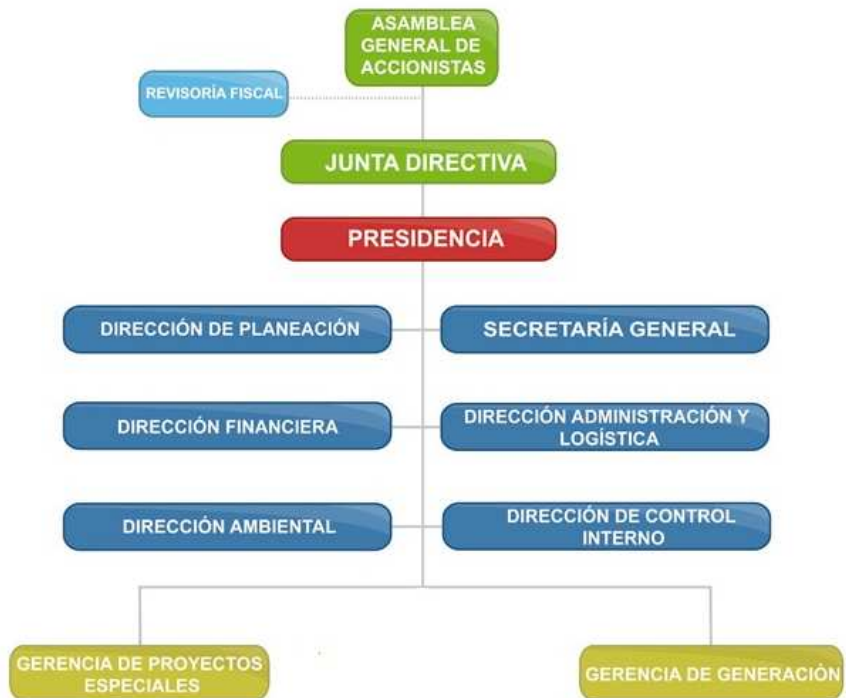 ASAMBLEA
GENERAL DE
ACCIONISTAS
REVISORÍA FISCAL
JUNTA DIRECTIVA
PRESIDENCIA
DIRECCIÓN DE PLANEACIÓN
SECRETARÍA GENERAL
DIRECCIÓN FINANCIERA
DIRECCIÓN ADMINISTRACIÓN Y
LOGÍSTICA
DIRECCIÓN AMBIENTAL
DIRECCIÓN DE CONTROL
INTERNO
GERENCIA DE PROYECTOS
ESPECIALES
GERENCIA DE GENERACIÓN